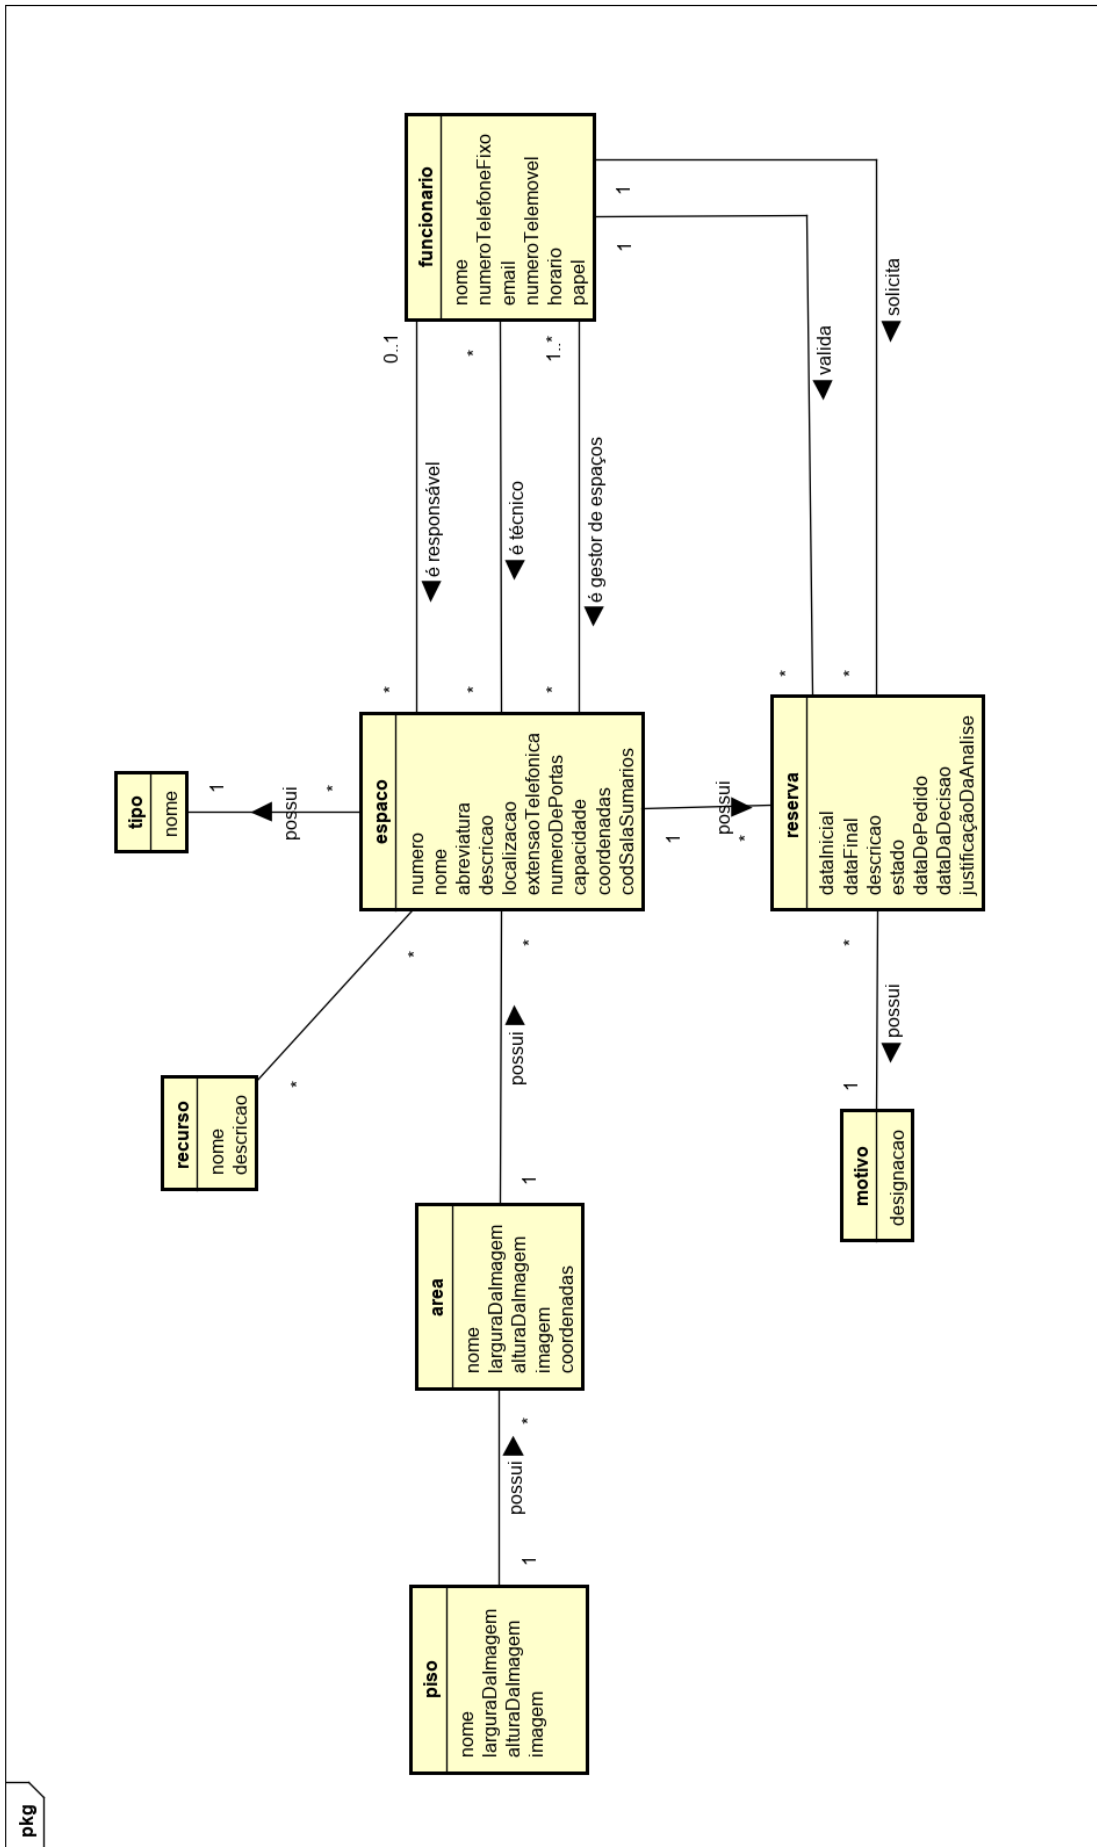 pkg
tipo
nome
recurso
nome
descricao
possui
1
*
*
*
piso
nome
larguraDaImagem
alturaDaImagem
imagem
1
possui
*
area
nome
larguraDaImagem
alturaDaImagem
imagem
coordenadas
1
possui
*
espaco
numero
nome
abreviatura
descricao
localizacao
extensaoTelefonica
numeroDePortas
capacidade
coordenadas
codSalaSumarios
*
é responsável
0..1
*
é técnico
*
*
é gestor de espaços
1..*
funcionario
nome
numeroTelefoneFixo
email
numeroTelemovel
horario
papel
1
possui
*
1
valida
*
1
solicita
*
reserva
dataInicial
dataFinal
descricao
estado
dataDePedido
dataDaDecisao
justificaçãoDaAnalise
*
possui
1
motivo
designacao